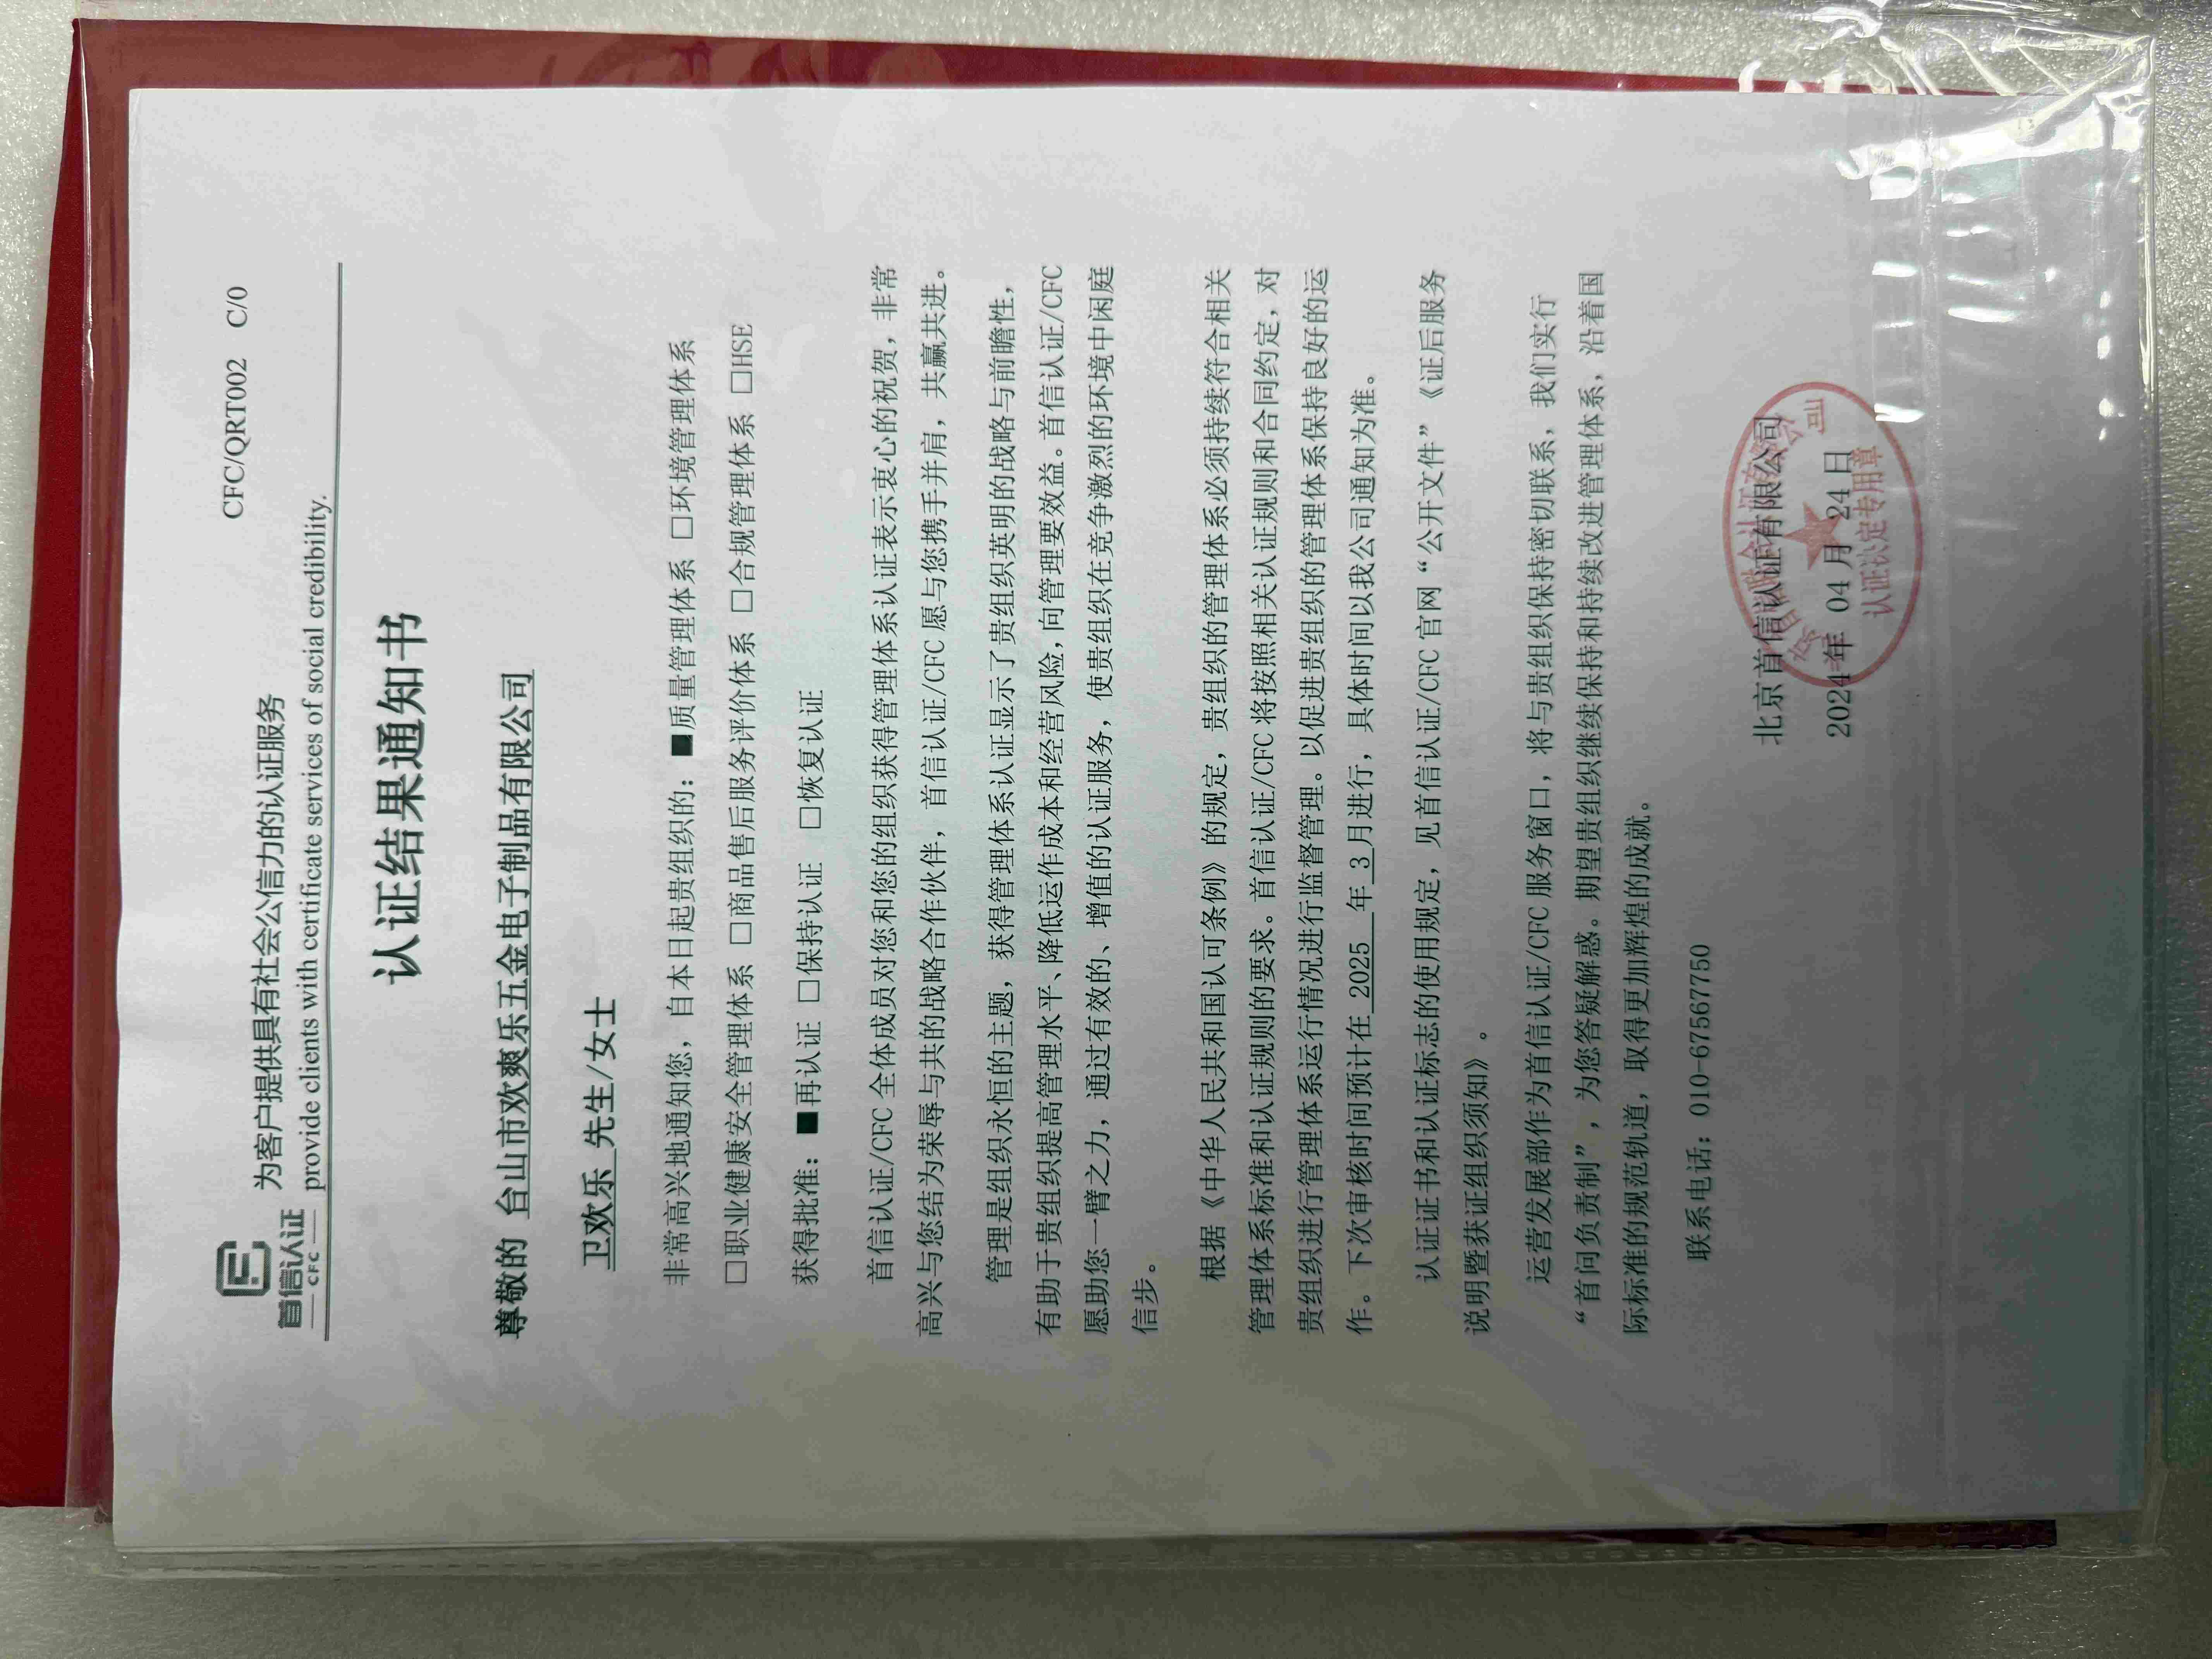 CFC/QRT002 C/0
首信认证
CFC
为客户提供具有社会公信力的认证服务
provide clients with certificate services of social credibility.
认证结果通知书
尊敬的 台山市欢爽乐五金电子制品有限公司
卫欢乐 先生/女士
非常高兴地通知您，自本日起贵组织的：■质量管理体系 □环境管理体系
□职业健康安全管理体系 □商品售后服务评价体系 □合规管理体系 □HSE
获得批准：■再认证 □保持认证 □恢复认证
首信认证/CFC 全体成员对您和您的组织获得管理体系认证表示衷心的祝贺，非常
高兴与您结为荣辱与共的战略合作伙伴，首信认证/CFC 愿与您携手并肩，共赢共进。
管理是组织永恒的主题，获得管理体系认证显示了贵组织英明的战略与前瞻性，
有助于贵组织提高管理水平、降低运作成本和经营风险，向管理要效益。首信认证/CFC
愿助您一臂之力，通过有效的、增值的认证服务，使贵组织在竞争激烈的环境中闲庭
信步。
根据《中华人民共和国认可条例》的规定，贵组织的管理体系必须持续符合相关
管理体系标准和认证规则的要求。首信认证/CFC 将按照相关认证规则和合同约定，对
贵组织进行管理体系运行情况进行监督管理。以促进贵组织的管理体系保持良好的运
作。下次审核时间预计在 2025 年 3 月进行，具体时间以我公司通知为准。
认证证书和认证标志的使用规定，见首信认证/CFC 官网“公开文件”《证后服务
说明暨获证组织须知》。
运营发展部作为首信认证/CFC 服务窗口，将与贵组织保持密切联系，我们实行
“首问负责制”，为您答疑解惑。期望贵组织继续保持和持续改进管理体系，沿着国
际标准的规范轨道，取得更加辉煌的成就。
联系电话：010-67567750
北京首信认证有限公司
2024 年 04 月 24 日
认证决定专用章